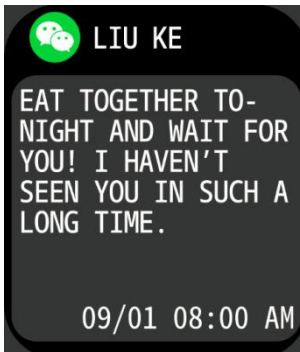 LIU KE
EAT TOGETHER TO-
NIGHT AND WAIT FOR
YOU! I HAVEN'T
SEEN YOU IN SUCH A
LONG TIME.
09/01 08:00 AM